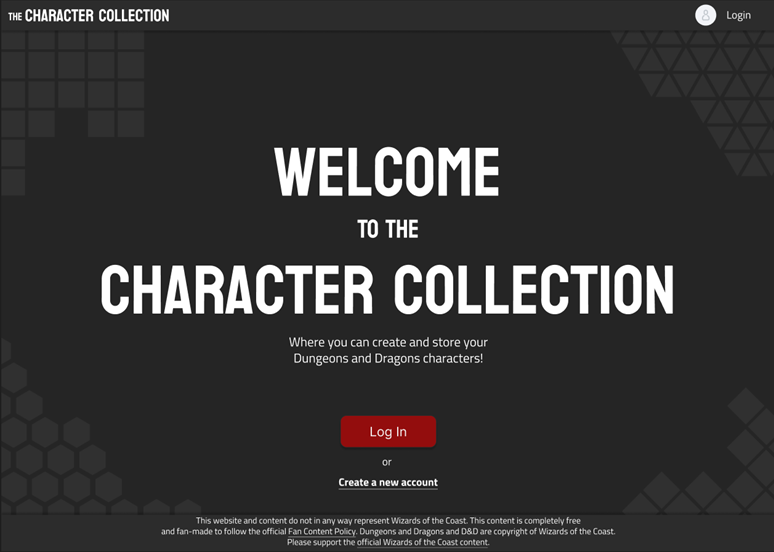 THE CHARACTER COLLECTION
Login
WELCOME
TO THE
CHARACTER COLLECTION
Where you can create and store your
Dungeons and Dragons characters!
Log In
or
Create a new account
This website and content do not in any way represent Wizards of the Coast. This content is completely free
and fan-made to follow the official Fan Content Policy. Dungeons and Dragons and D&D are copyright of Wizards of the Coast.
Please support the official Wizards of the Coast content.